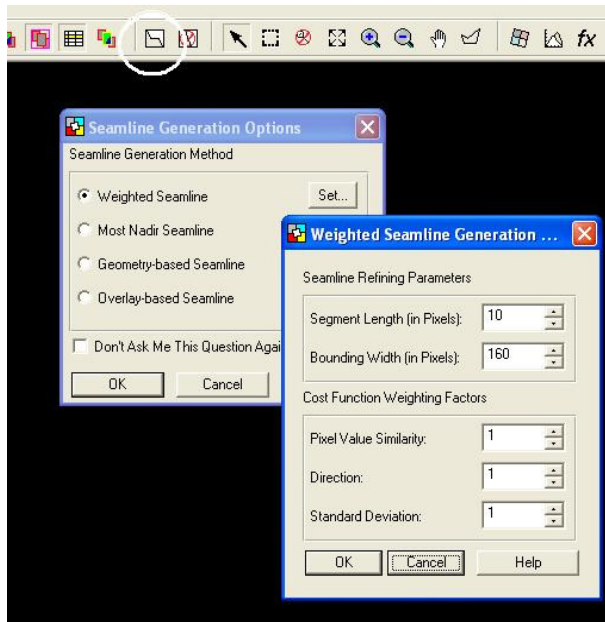 fx
Seamline Generation Options
Seamline Generation Method
Weighted Seamline
Set...
Most Nadir Seamline
Geometry-based Seamline
Overlay-based Seamline
Don't Ask Me This Question Agai
OK
Cancel
Weighted Seamline Generation ...
Seamline Refining Parameters
Segment Length (in Pixels): 10
Bounding Width (in Pixels): 160
Cost Function Weighting Factors
Pixel Value Similarity: 1
Direction: 1
Standard Deviation: 1
OK
Cancel
Help